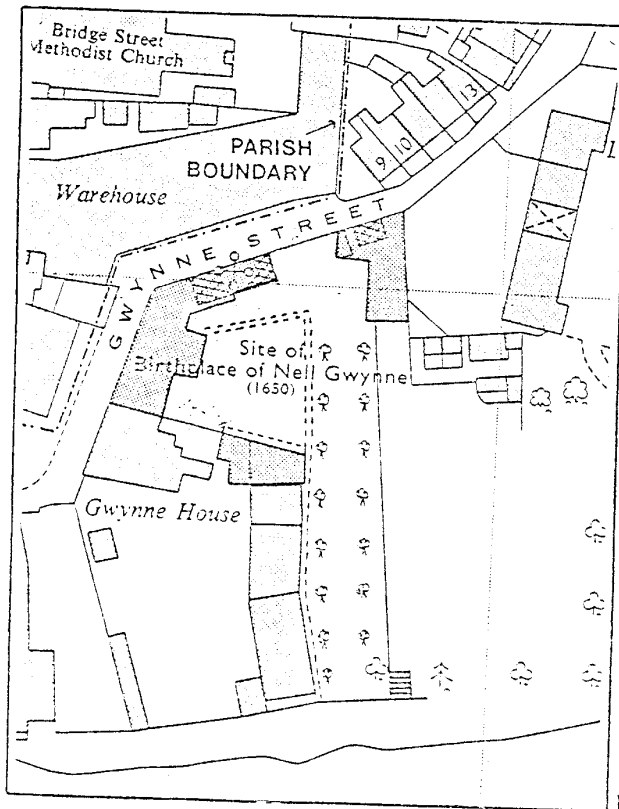 Bridge Street
Methodist Church
PARISH
BOUNDARY
13
10
9
Warehouse
GWYNNE STREET
Site of
Birthplace of Nell Gwynne
(1650)
Gwynne House